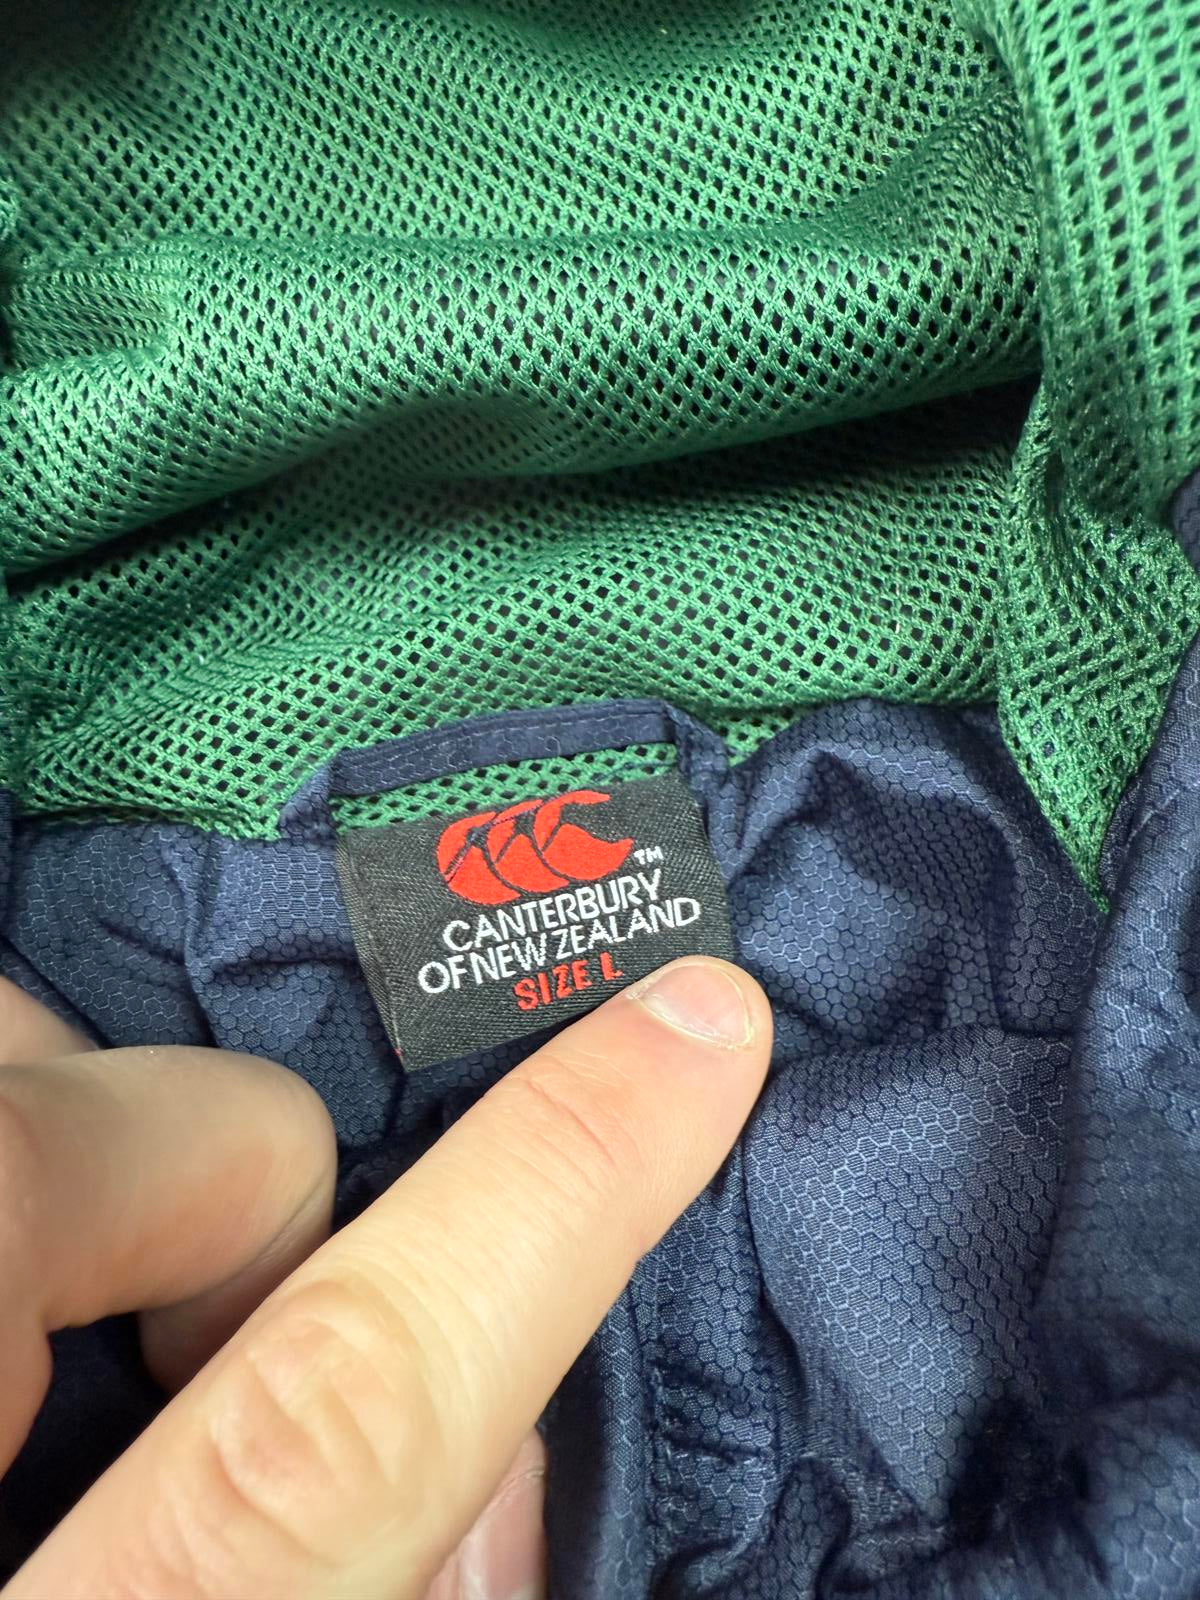 TM
CANTERBURY
OF NEW ZEALAND
SIZE L